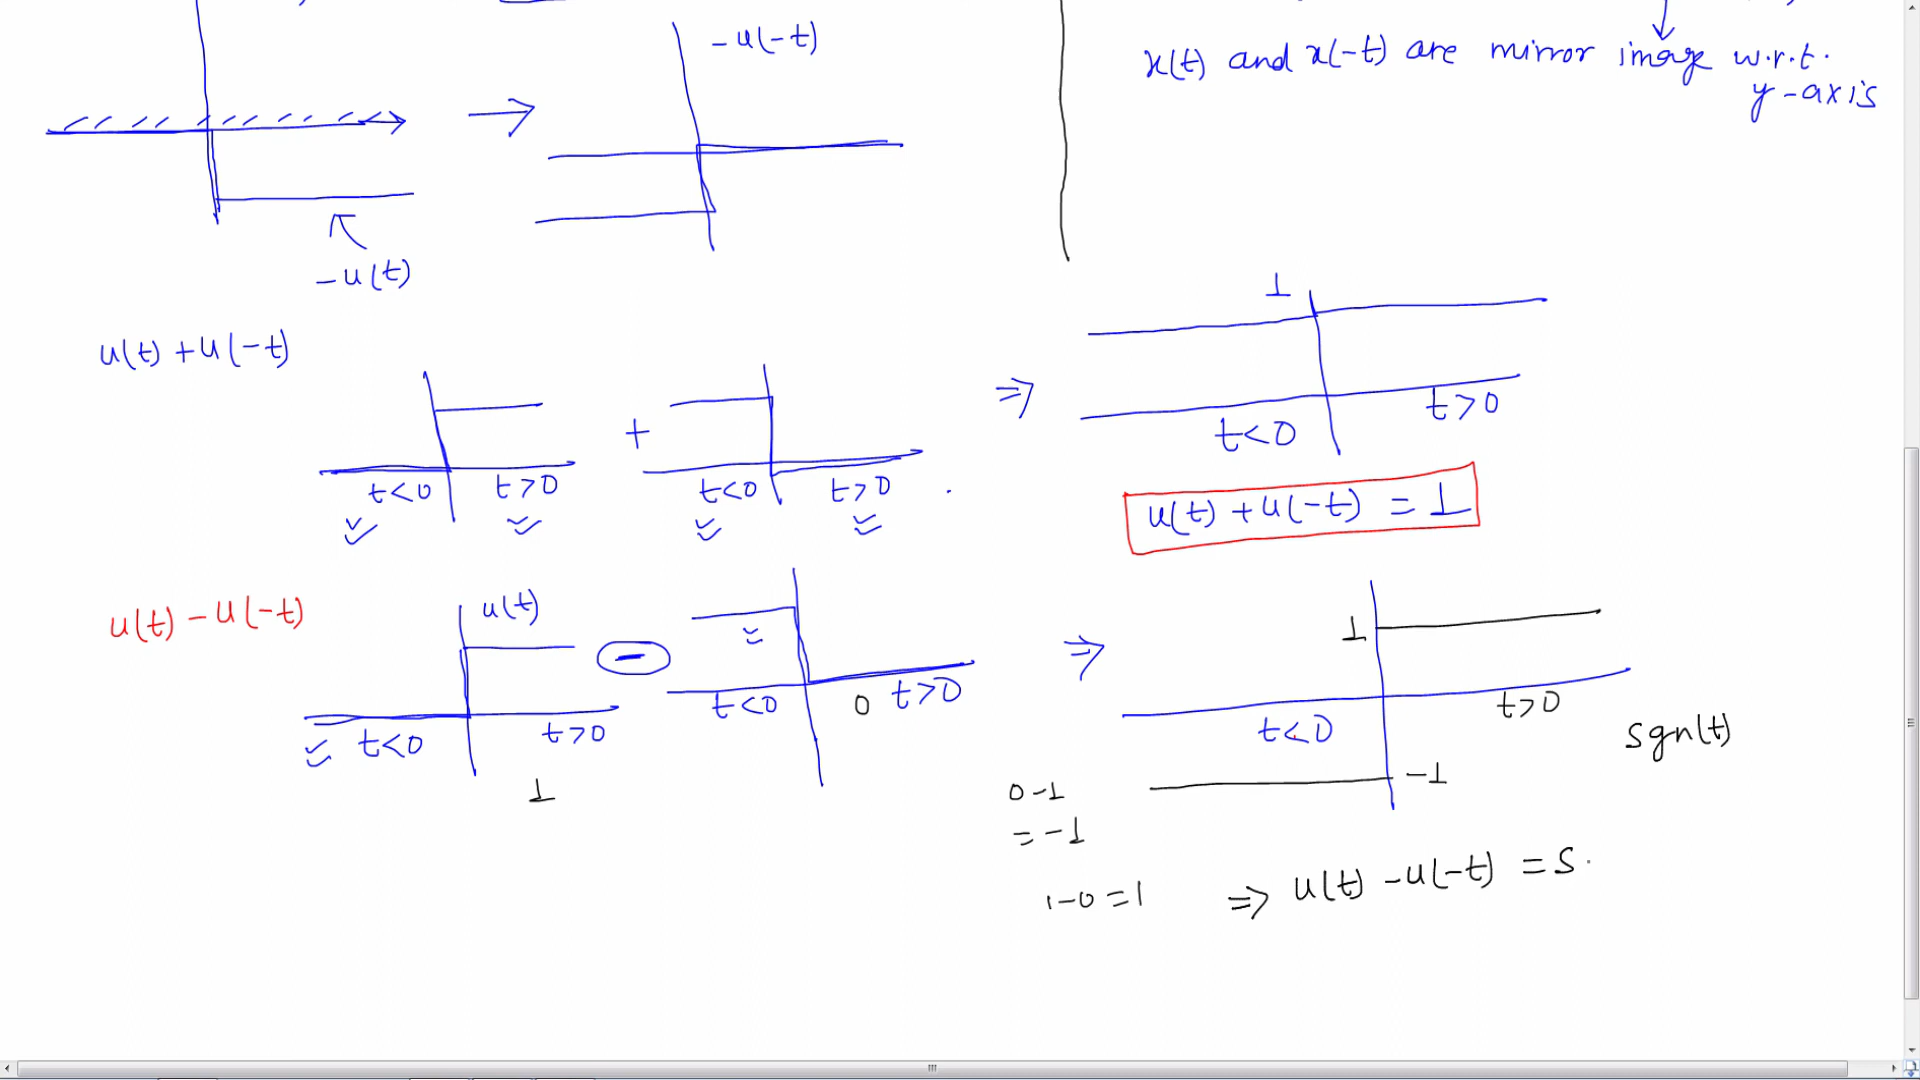 -u(-t)
x(t) and x(-t) are mirror image w.r.t.
y-axis
-u(t)
u(t) + u(-t)
1
t<0 t>0
+
t<0 t>0
⇒
t<0 t>0
u(t) + u(-t) = 1
u(t) - u(-t)
u(t)
-
t<0 t>0
1
t<0 0 t>0
⇒
1
t<0 t>0
-1
sgn(t)
0-1
= -1
1-0=1
⇒ u(t) - u(-t) = s